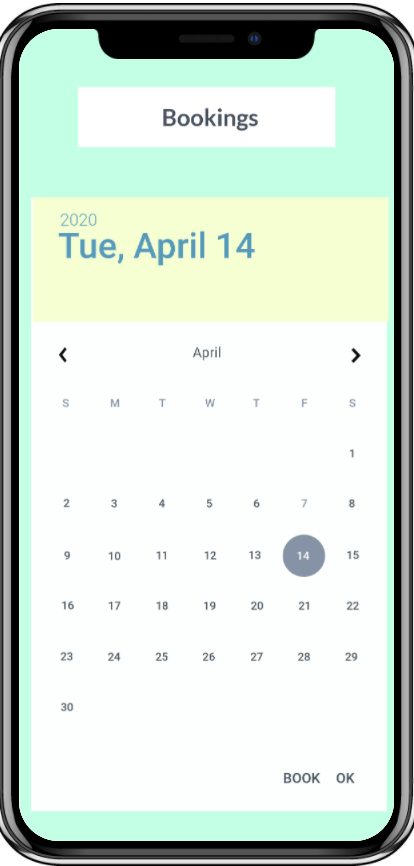 Bookings
2020
Tue, April 14
April
S M T W T F S
1
2 3 4 5 6 7 8
9 10 11 12 13 14 15
16 17 18 19 20 21 22
23 24 25 26 27 28 29
30
BOOK OK